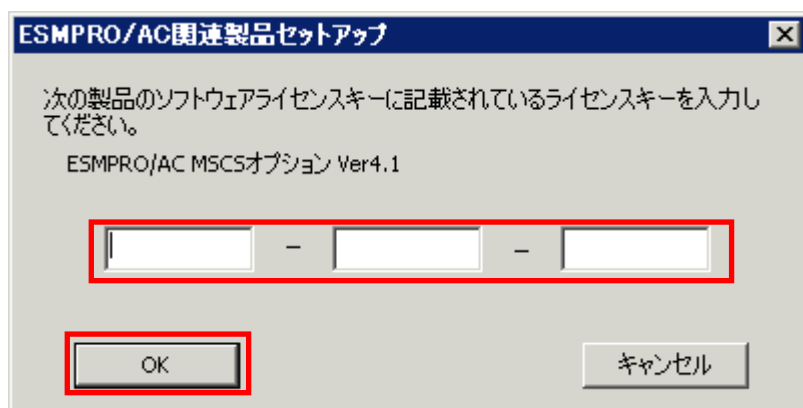 ESMPRO/AC関連製品セットアップ
次の製品のソフトウェアライセンスキーに記載されているライセンスキーを入力し
てください。
ESMPRO/AC MSCSオプション Ver4.1
－ －
OK キャンセル